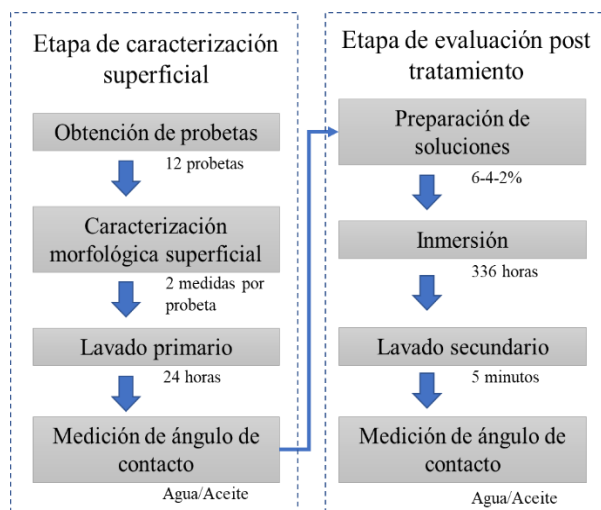 Etapa de caracterización
superficial
Obtención de probetas
12 probetas
Caracterización
morfológica superficial
2 medidas por
probeta
Lavado primario
24 horas
Medición de ángulo de
contacto
Agua/Aceite
Etapa de evaluación post
tratamiento
Preparación de
soluciones
6-4-2%
Inmersión
336 horas
Lavado secundario
5 minutos
Medición de ángulo de
contacto
Agua/Aceite